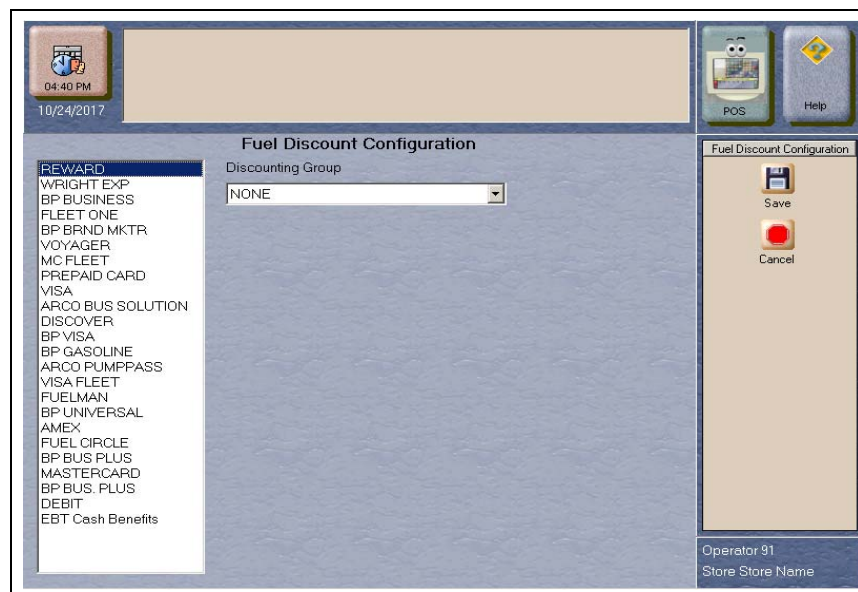 04:40 PM
10/24/2017
POS
Help
Fuel Discount Configuration
Discounting Group
NONE
REWARD
WRIGHT EXP
BP BUSINESS
FLEET ONE
BP BRND MKTR
VOYAGER
MC FLEET
PREPAID CARD
VISA
ARCO BUS SOLUTION
DISCOVER
BP VISA
BP GASOLINE
ARCO PUMPPASS
VISA FLEET
FUELMAN
BP UNIVERSAL
AMEX
FUEL CIRCLE
BP BUS PLUS
MASTERCARD
BP BUS. PLUS
DEBIT
EBT Cash Benefits
Fuel Discount Configuration
Save
Cancel
Operator 91
Store Store Name